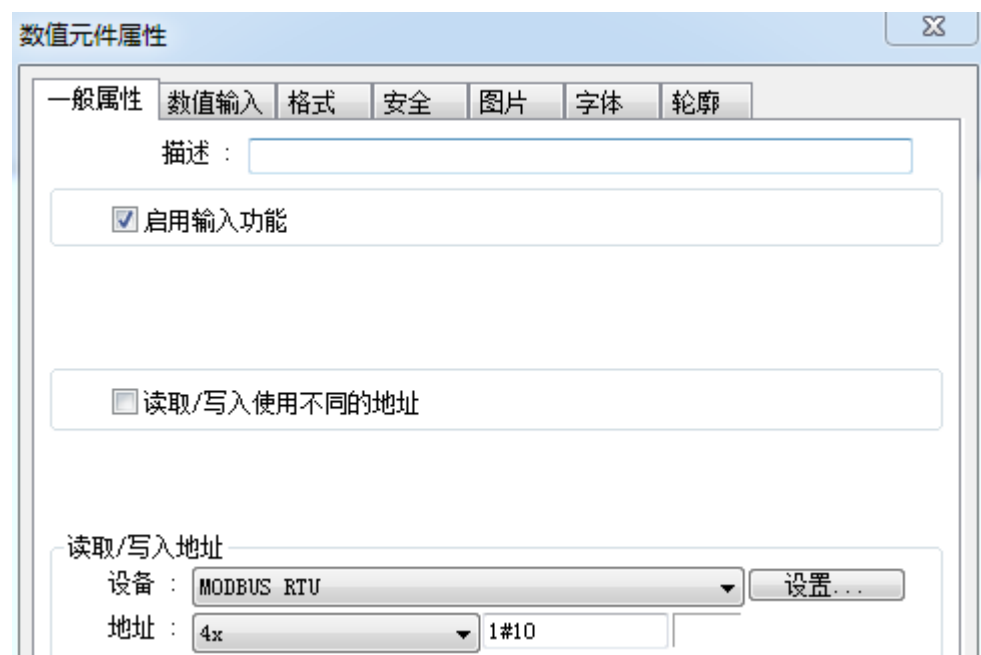 数值元件属性
一般属性 数值输入 格式 安全 图片 字体 轮廓
描述 :
启用输入功能
读取/写入使用不同的地址
读取/写入地址
设备 : MODBUS RTU 设置...
地址 : 4x 1#10